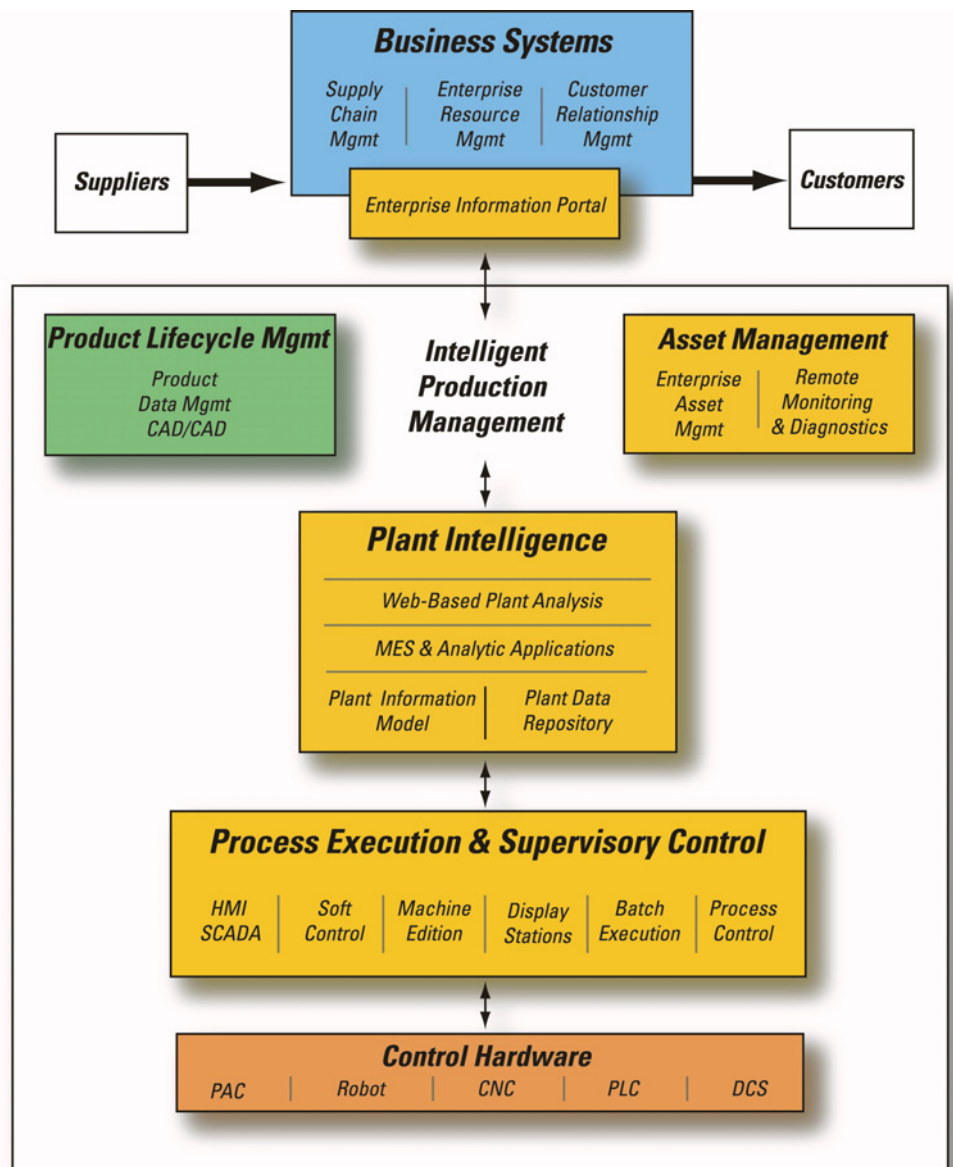 Business Systems
Supply
Chain
Mgmt
Enterprise
Resource
Mgmt
Customer
Relationship
Mgmt
Suppliers
Customers
Enterprise Information Portal
Product Lifecycle Mgmt
Product
Data Mgmt
CAD/CAD
Intelligent
Production
Management
Asset Management
Enterprise
Asset
Mgmt
Remote
Monitoring
& Diagnostics
Plant Intelligence
Web-Based Plant Analysis
MES & Analytic Applications
Plant Information
Model
Plant Data
Repository
Process Execution & Supervisory Control
HMI
SCADA
Soft
Control
Machine
Edition
Display
Stations
Batch
Execution
Process
Control
Control Hardware
PAC
Robot
CNC
PLC
DCS